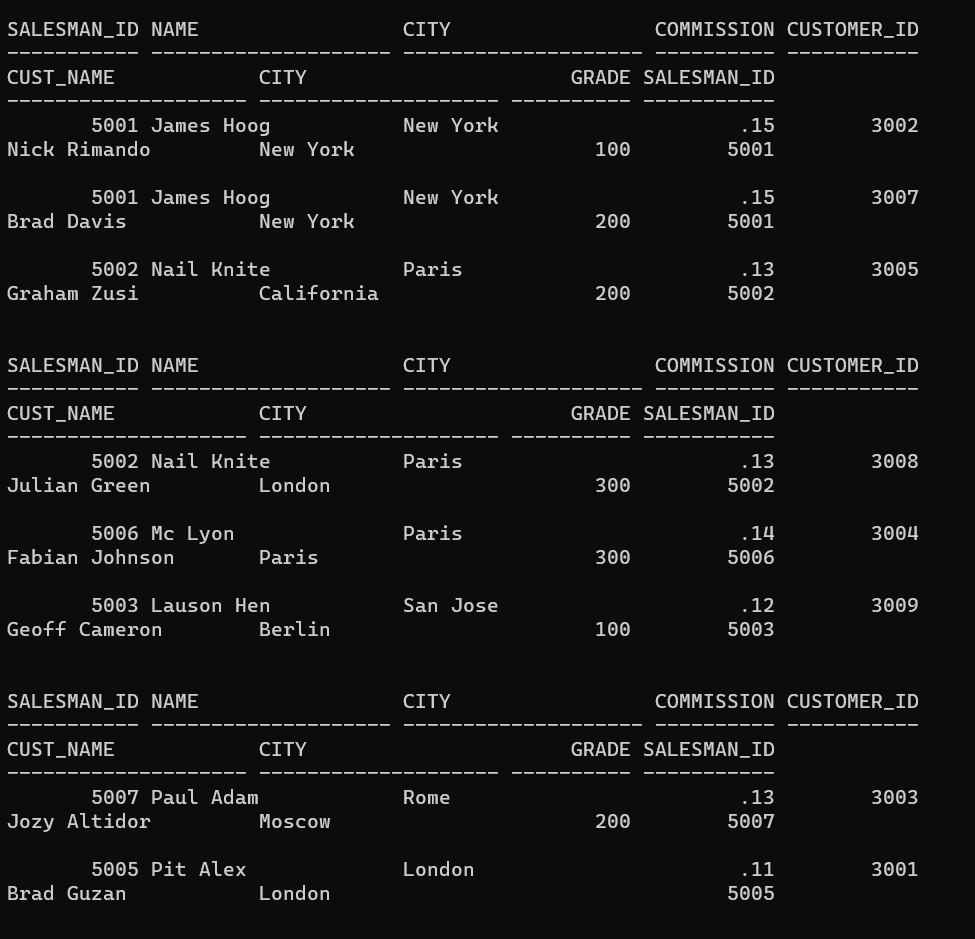 SALESMAN_ID NAME                 CITY                 COMMISSION CUSTOMER_ID
----------- -------------------- -------------------- ---------- -----------
CUST_NAME            CITY                      GRADE SALESMAN_ID
-------------------- -------------------- ---------- -----------
       5001 James Hoog           New York                    .15        3002
Nick Rimando         New York                    100        5001

       5001 James Hoog           New York                    .15        3007
Brad Davis           New York                    200        5001

       5002 Nail Knite           Paris                       .13        3005
Graham Zusi          California                  200        5002


SALESMAN_ID NAME                 CITY                 COMMISSION CUSTOMER_ID
----------- -------------------- -------------------- ---------- -----------
CUST_NAME            CITY                      GRADE SALESMAN_ID
-------------------- -------------------- ---------- -----------
       5002 Nail Knite           Paris                       .13        3008
Julian Green         London                      300        5002

       5006 Mc Lyon              Paris                       .14        3004
Fabian Johnson       Paris                       300        5006

       5003 Lauson Hen           San Jose                    .12        3009
Geoff Cameron        Berlin                      100        5003


SALESMAN_ID NAME                 CITY                 COMMISSION CUSTOMER_ID
----------- -------------------- -------------------- ---------- -----------
CUST_NAME            CITY                      GRADE SALESMAN_ID
-------------------- -------------------- ---------- -----------
       5007 Paul Adam            Rome                        .13        3003
Jozy Altidor         Moscow                      200        5007

       5005 Pit Alex             London                      .11        3001
Brad Guzan           London                                 5005